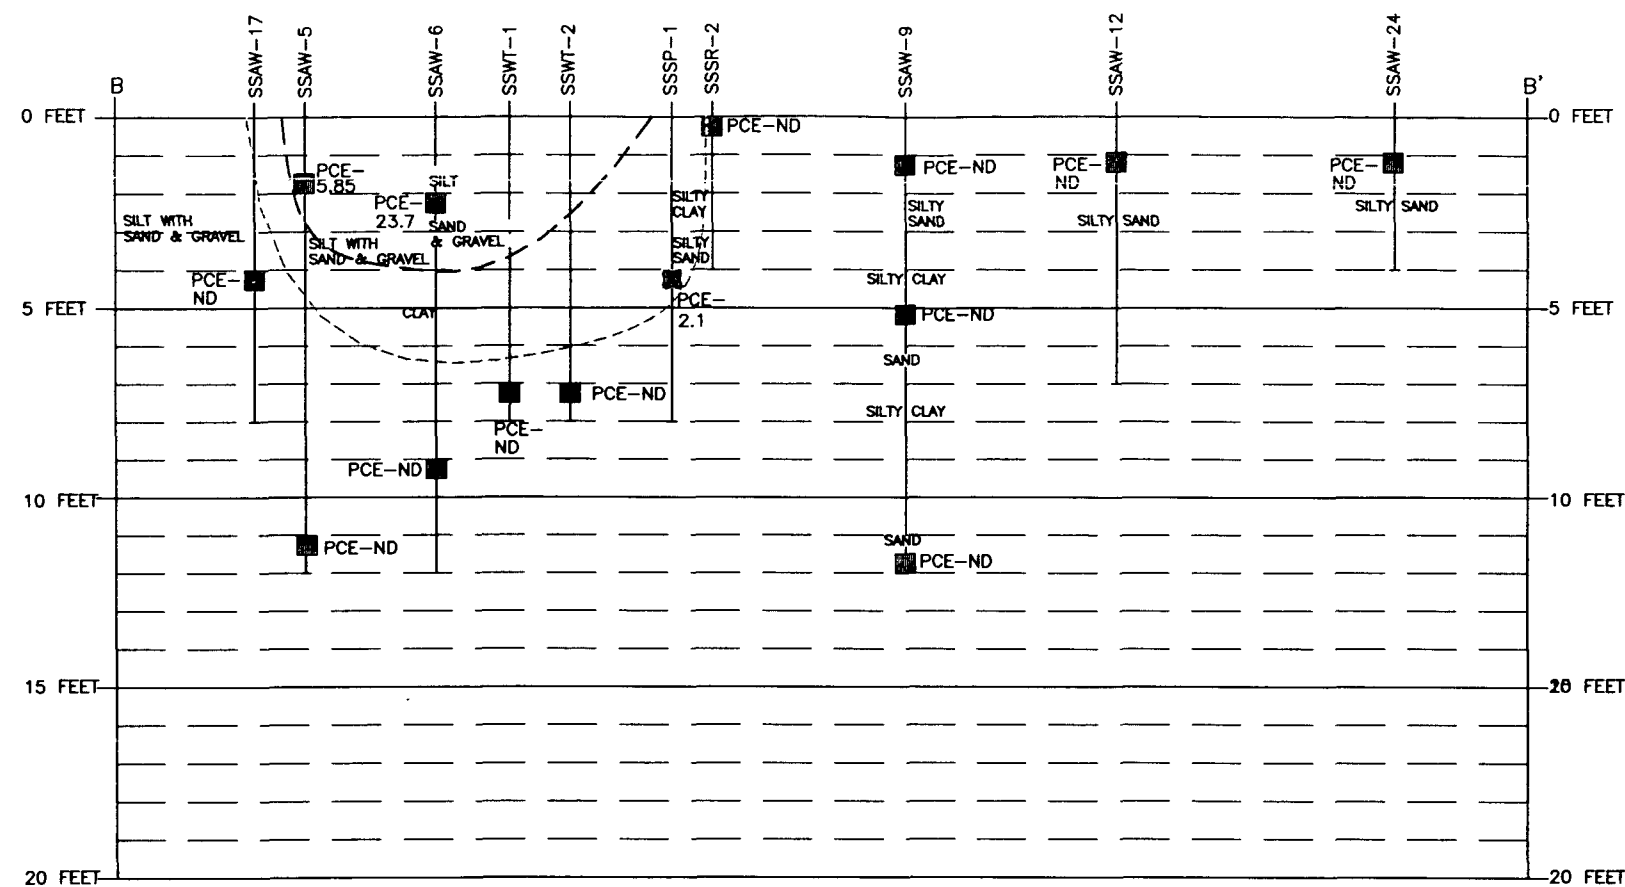 SSAW-17
SSAW-5
SSAW-6
SSWT-1
SSWT-2
SSSP-1
SSSR-2
SSAW-9
SSAW-12
SSAW-24
B
B'
0 FEET
0 FEET
PCE-ND
PCE-
5.85
SILT
PCE-
23.7
SAND
& GRAVEL
SILT WITH
SAND & GRAVEL
SILT WITH
SAND & GRAVEL
SILTY
CLAY
SILTY
SAND
PCE-ND
SILTY
SAND
PCE-
ND
SILTY SAND
PCE-
ND
SILTY SAND
PCE-
ND
SILTY CLAY
PCE-
2.1
5 FEET
5 FEET
CLAY
PCE-ND
SAND
PCE-ND
SILTY CLAY
PCE-
ND
PCE-ND
10 FEET
10 FEET
PCE-ND
SAND
PCE-ND
15 FEET
FEET
20 FEET
20 FEET